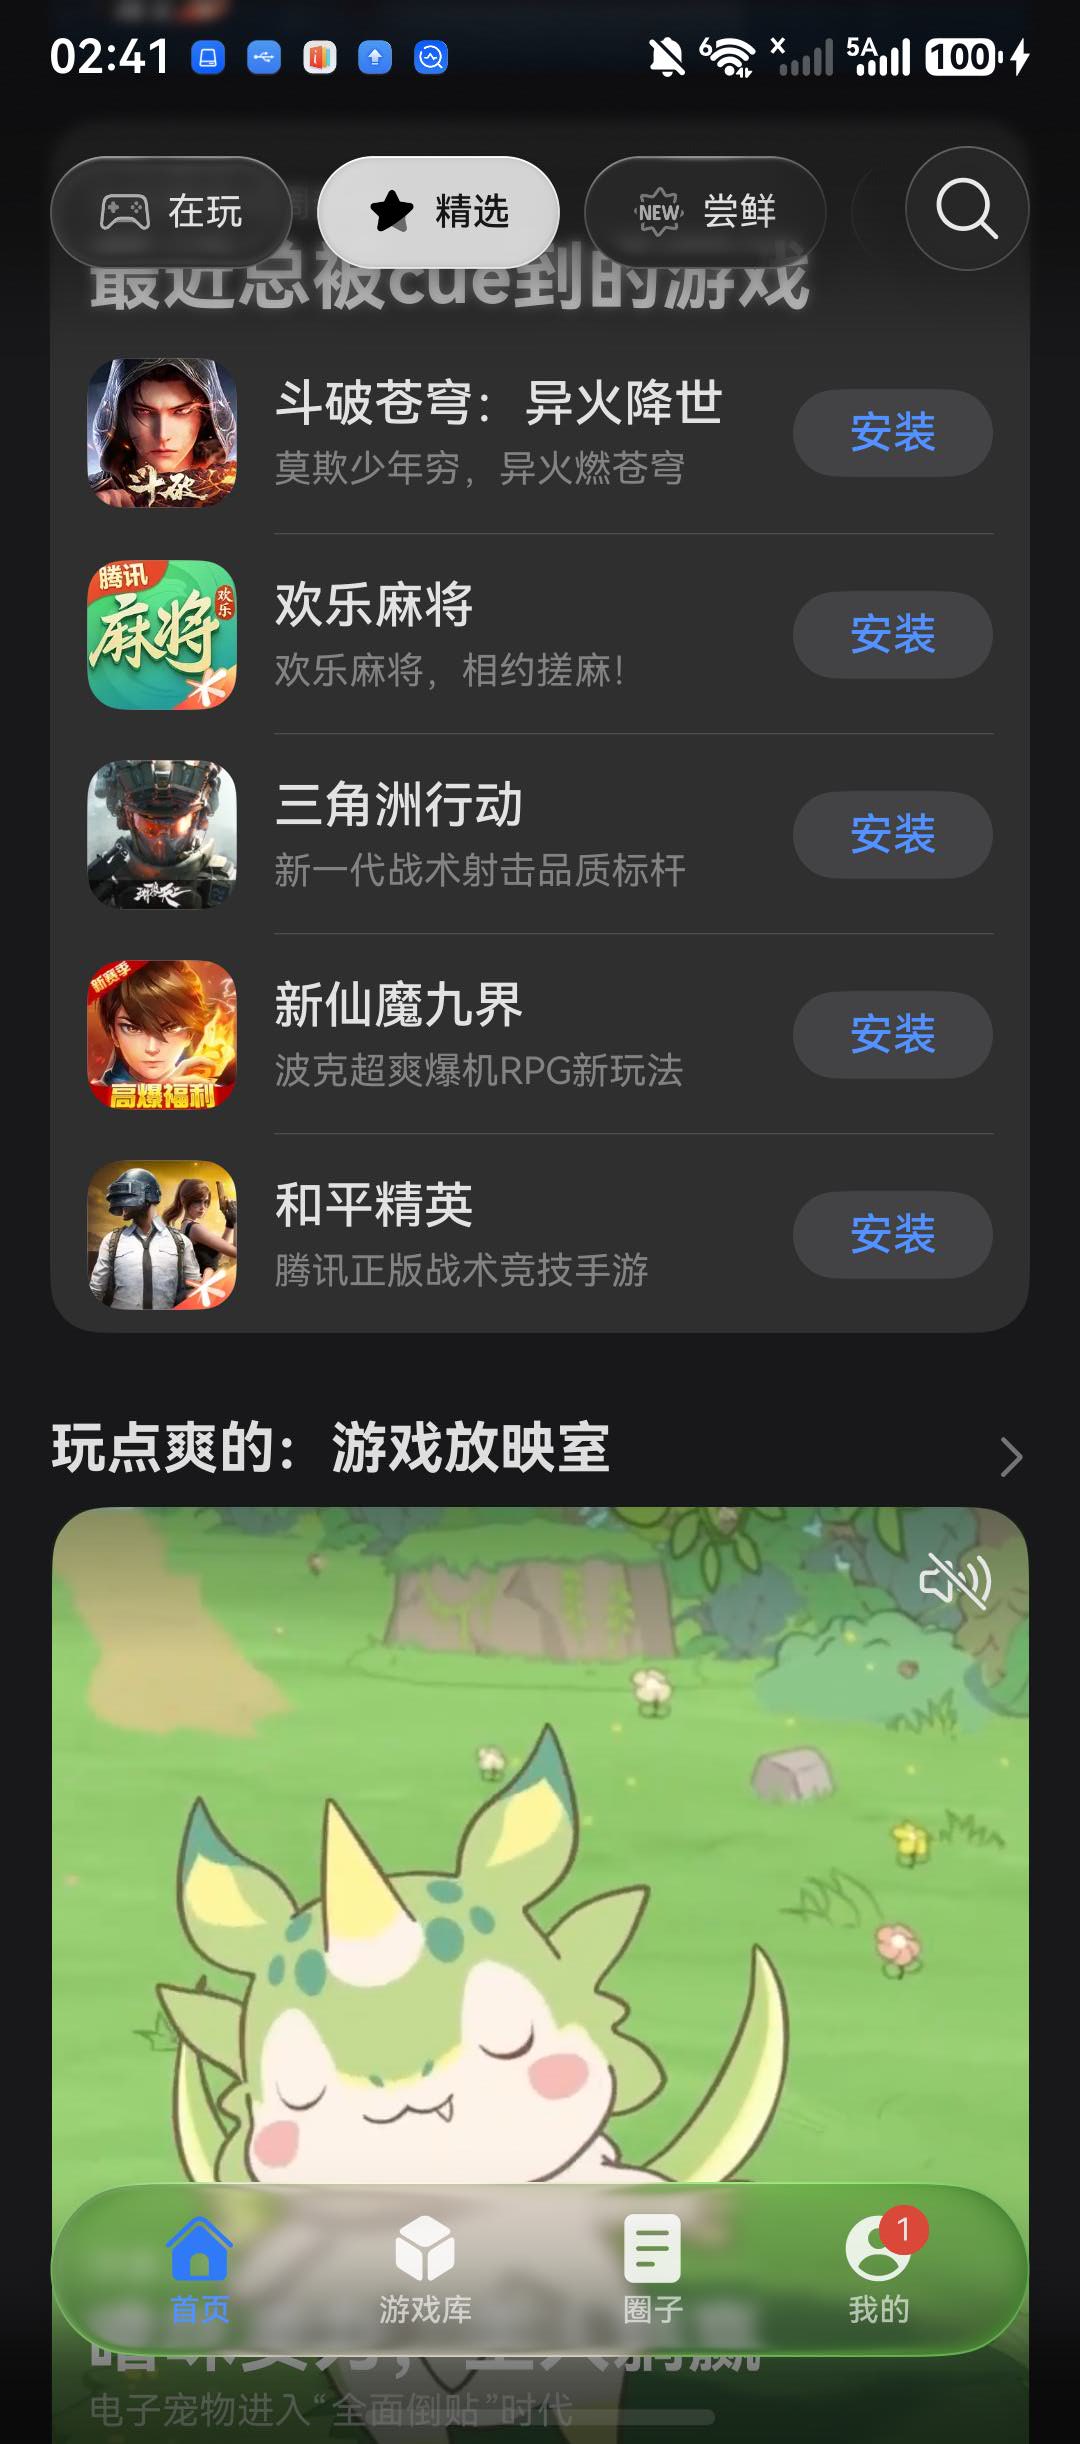 02:41
6
5A
100
在玩
精选
NEW
尝鲜
最近总被cue到的游戏
斗破
斗破苍穹：异火降世
莫欺少年穷，异火燃苍穹
安装
腾讯
欢乐
麻将
欢乐麻将
欢乐麻将，相约搓麻！
安装
三角洲行动
新一代战术射击品质标杆
安装
新赛季
高爆福利
新仙魔九界
波克超爽爆机RPG新玩法
安装
和平精英
腾讯正版战术竞技手游
安装
玩点爽的：游戏放映室
首页
游戏库
圈子
1
我的
电子宠物进入“全面倒贴”时代